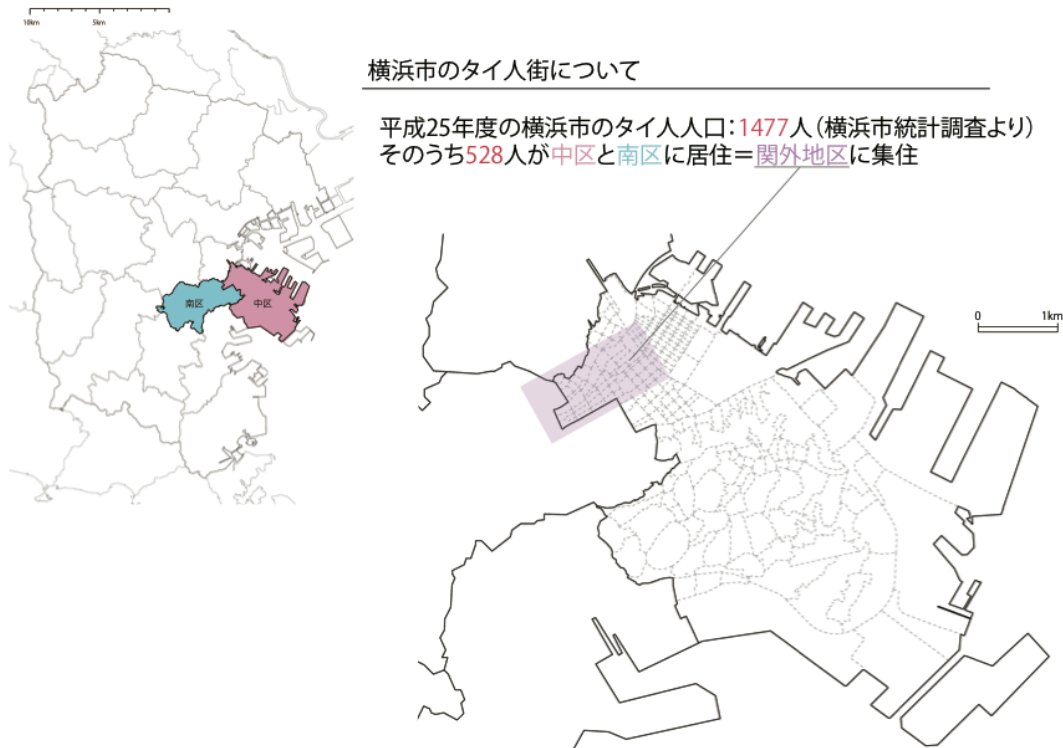 10km 5km
横浜市のタイ人街について
平成25年度の横浜市のタイ人人口：1477人（横浜市統計調査より）
そのうち528人が中区と南区に居住＝関外地区に集住
南区
中区
0 1km